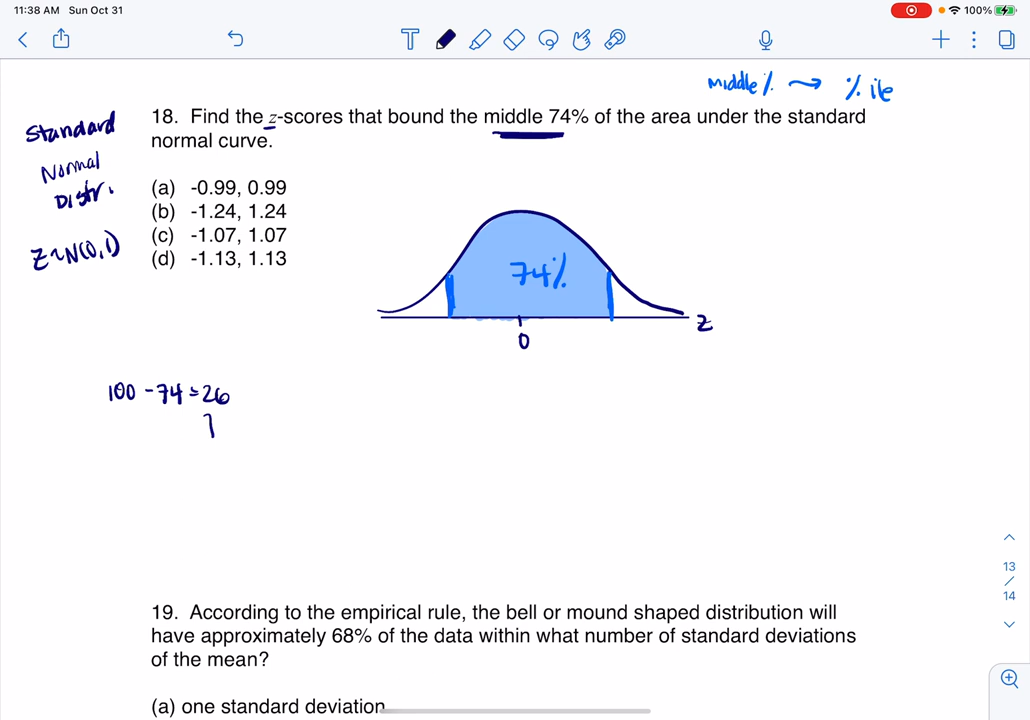 11:38 AM Sun Oct 31
100%
middle % → %ile
18. Find the z-scores that bound the middle 74% of the area under the standard
normal curve.
Standard
Normal
Distr.
Z~N(0,1)
(a) -0.99, 0.99
(b) -1.24, 1.24
(c) -1.07, 1.07
(d) -1.13, 1.13
74%
0
Z
100 - 74 = 26
13
/
14
19. According to the empirical rule, the bell or mound shaped distribution will
have approximately 68% of the data within what number of standard deviations
of the mean?
(a) one standard deviation